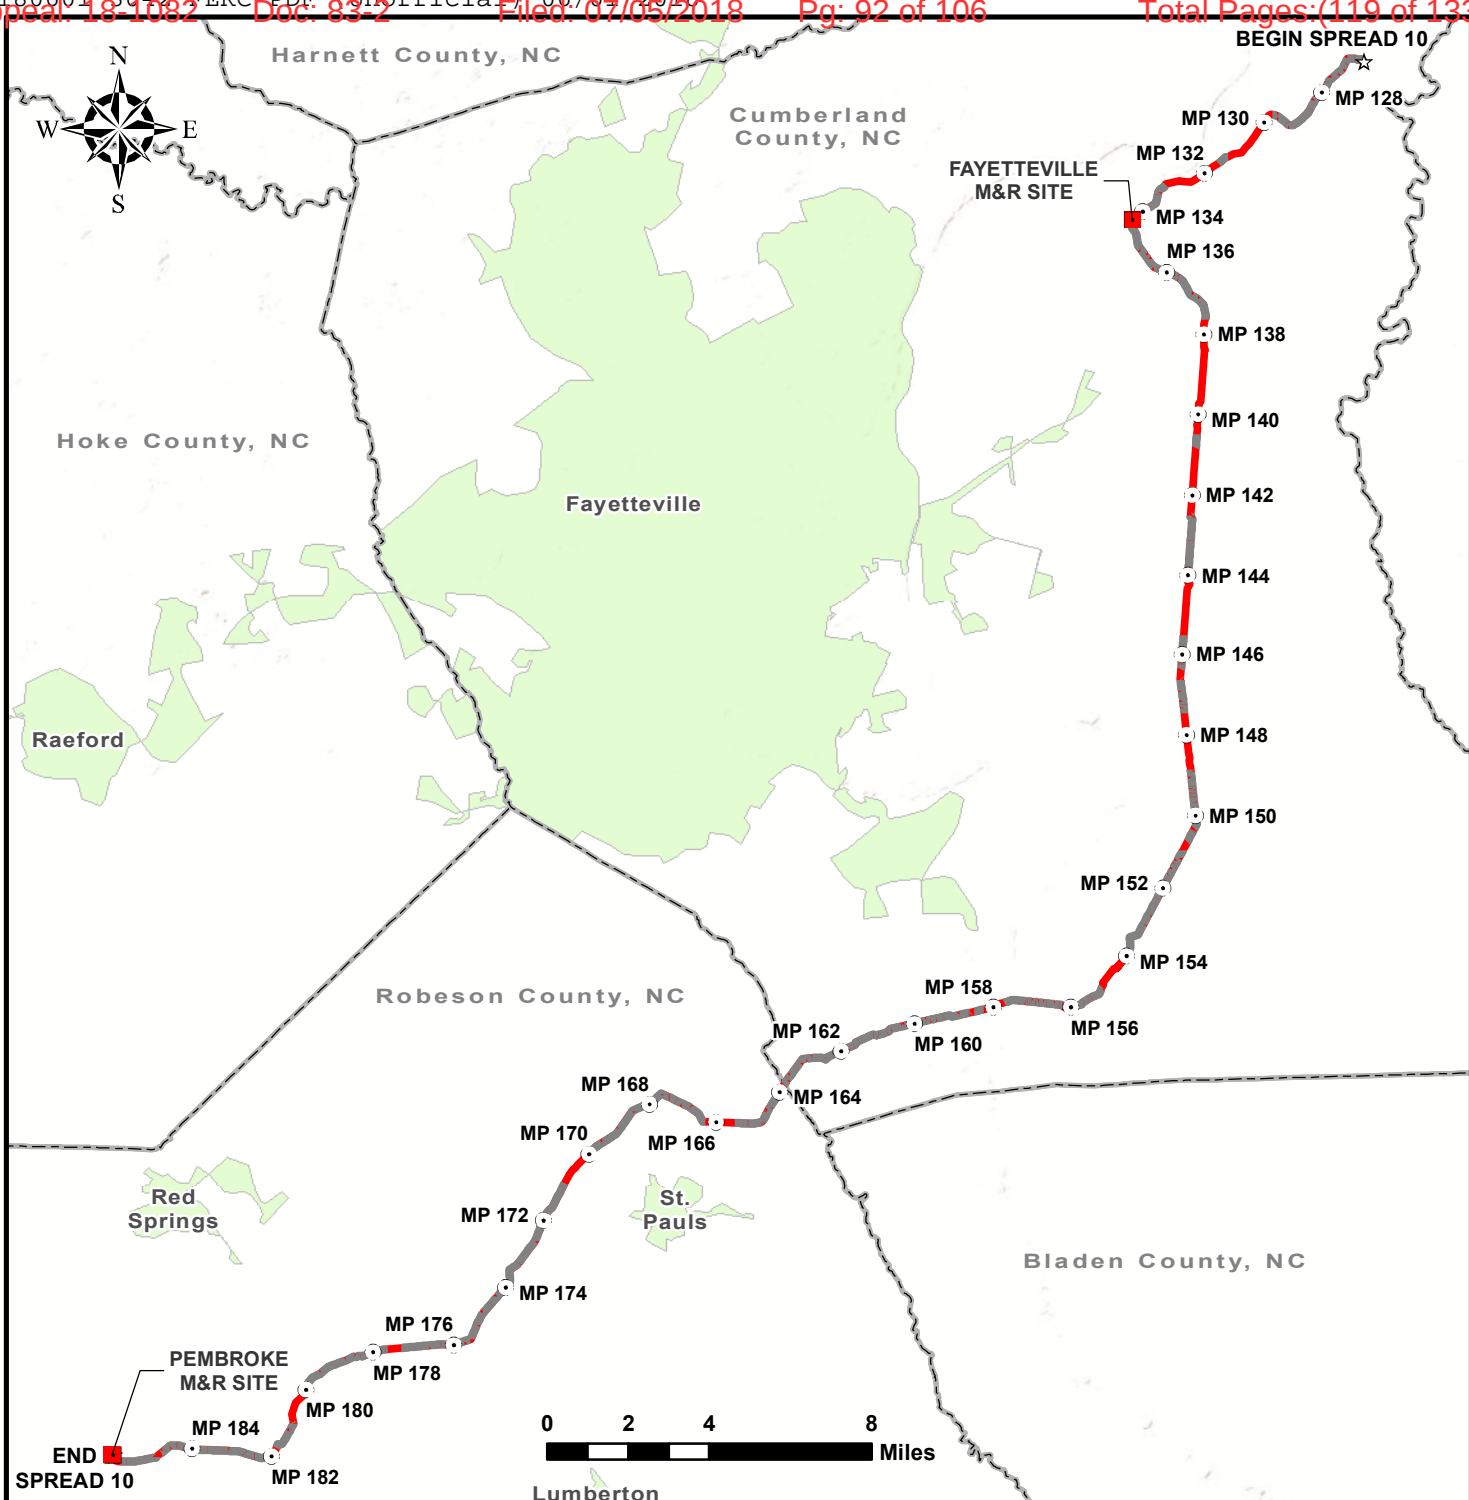 Doc: 83-2
Filed: 07/05/2018
Pg: 92 of 106
Total Pages:(119 of 133
BEGIN SPREAD 10
Harnett County, NC
N
W
E
S
Cumberland
County, NC
MP 128
MP 130
MP 132
FAYETTEVILLE
M&R SITE
MP 134
MP 136
MP 138
MP 140
Hoke County, NC
MP 142
Fayetteville
MP 144
MP 146
Raeford
MP 148
MP 150
MP 152
MP 154
MP 158
Robeson County, NC
MP 156
MP 162
MP 160
MP 168
MP 164
MP 170
MP 166
Red
Springs
St.
Pauls
MP 172
Bladen County, NC
MP 174
MP 176
PEMBROKE
M&R SITE
MP 178
MP 180
MP 184
0 2 4 8
Miles
END
SPREAD 10
MP 182
Lumberton